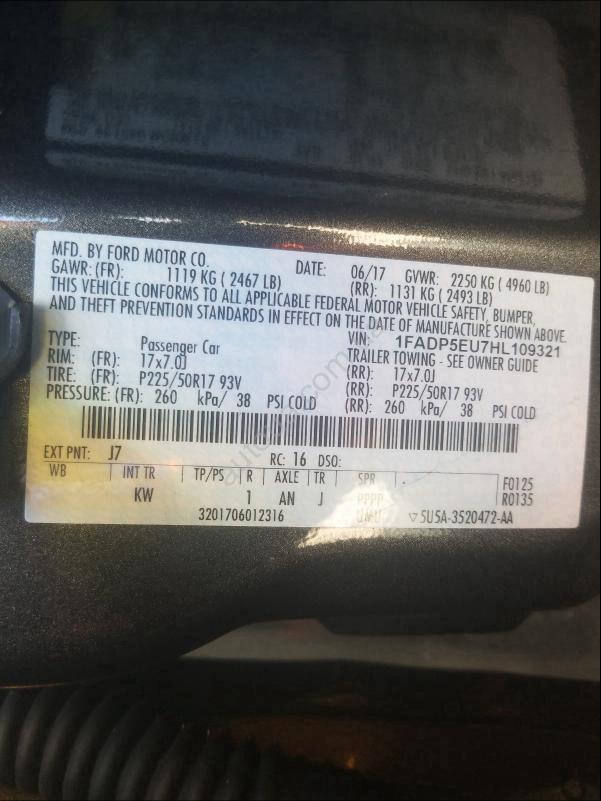 MFD. BY FORD MOTOR CO. DATE: 06/17 GVWR: 2250 KG ( 4960 LB)
GAWR: (FR): 1119 KG ( 2467 LB) (RR): 1131 KG ( 2493 LB)
THIS VEHICLE CONFORMS TO ALL APPLICABLE FEDERAL MOTOR VEHICLE SAFETY, BUMPER,
AND THEFT PREVENTION STANDARDS IN EFFECT ON THE DATE OF MANUFACTURE SHOWN ABOVE.
VIN: 1FADP5EU7HL109321
TYPE: Passenger Car TRAILER TOWING - SEE OWNER GUIDE
RIM: (FR): 17x7.0J (RR): 17x7.0J
TIRE: (FR): P225/50R17 93V (RR): P225/50R17 93V
PRESSURE: (FR): 260 kPa/ 38 PSI COLD (RR): 260 kPa/ 38 PSI COLD
EXT PNT: J7 RC: 16 DSO:
WB INT TR TP/PS R AXLE TR SPR F0125
KW 1 AN J PPPP R0135
3201706012316 UMU ▽5U5A-3520472-AA